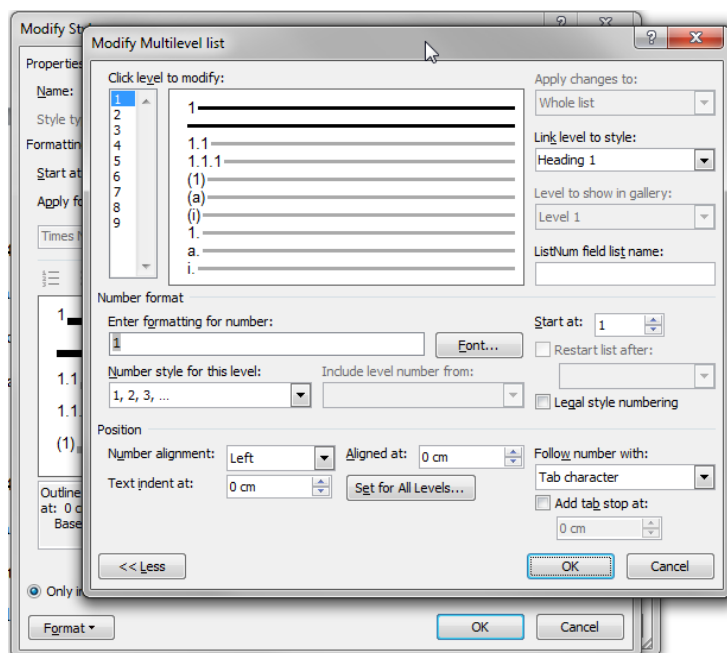 Modify Sty
Modify Multilevel list
Properties
Name:
Style ty
Formattin
Start at
Apply fo
Times N
1
1.1
1.1.
(1)
Outline
at: 0 c
Base
Only i
Format
OK
Cancel
Click level to modify:
1
2
3
4
5
6
7
8
9
1
1.1
1.1.1
(1)
(a)
(i)
1.
a.
i.
Apply changes to:
Whole list
Link level to style:
Heading 1
Level to show in gallery:
Level 1
ListNum field list name:
Number format
Enter formatting for number:
1
Font...
Start at: 1
Restart list after:
Number style for this level:
Include level number from:
1, 2, 3, ...
Legal style numbering
Position
Number alignment: Left
Aligned at: 0 cm
Follow number with:
Text indent at: 0 cm
Set for All Levels...
Tab character
Add tab stop at:
0 cm
<< Less
OK
Cancel